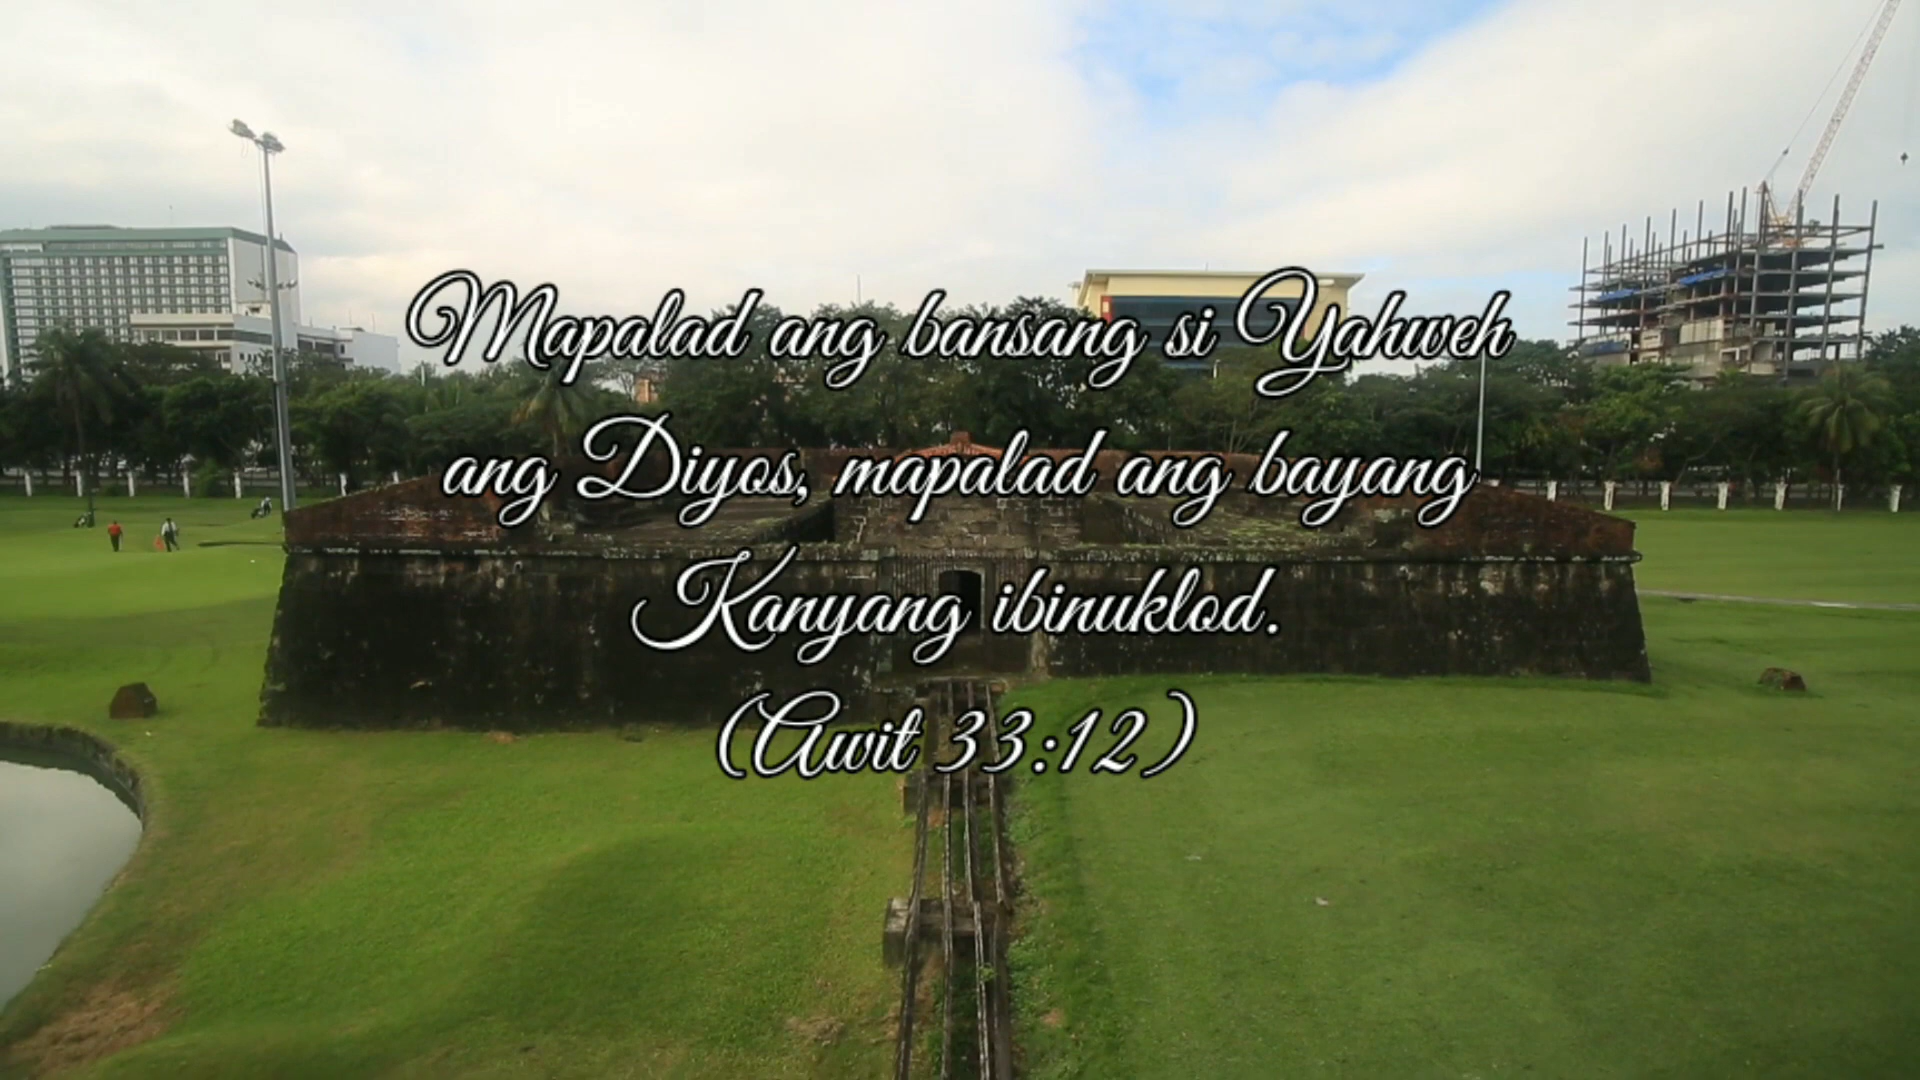 Mapalad ang bansang si Yahweh
ang Diyos, mapalad ang bayang
Kanyang ibinuklod.
(Awit 33:12)